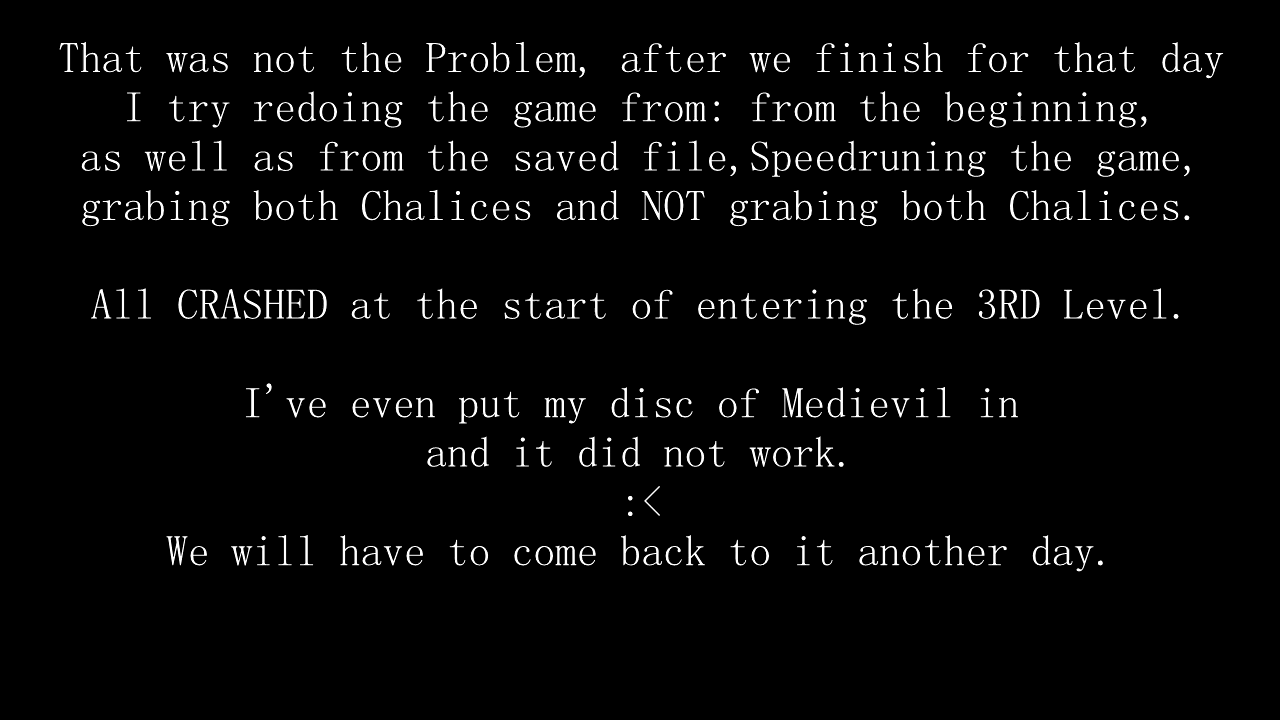 That was not the Problem, after we finish for that day
I try redoing the game from: from the beginning,
as well as from the saved file,Speedruning the game,
grabing both Chalices and NOT grabing both Chalices.
All CRASHED at the start of entering the 3RD Level.
I've even put my disc of Medievil in
and it did not work.
:<
We will have to come back to it another day.